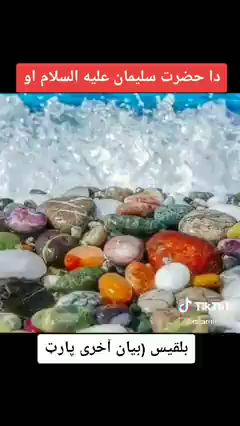 دا حضرت سلیمان علیه السلام او
TikTok
بلقیس (بیان آخری پارټ